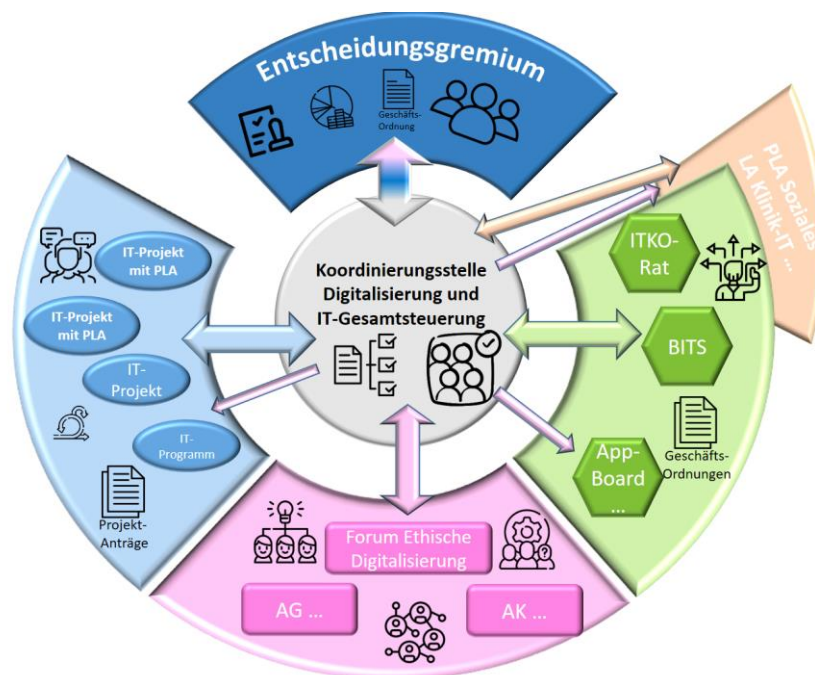 Entscheidungsgremium
Geschäfts-
Ordnung
PLA Soziales
LA Klinik-IT ...
IT-Projekt
mit PLA
IT-Projekt
mit PLA
IT-
Projekt
IT-
Programm
Projekt-
Anträge
Koordinierungsstelle
Digitalisierung und
IT-Gesamtsteuerung
ITKO-
Rat
BITS
App-
Board
...
Geschäfts-
Ordnungen
Forum Ethische
Digitalisierung
AG ...
AK ...